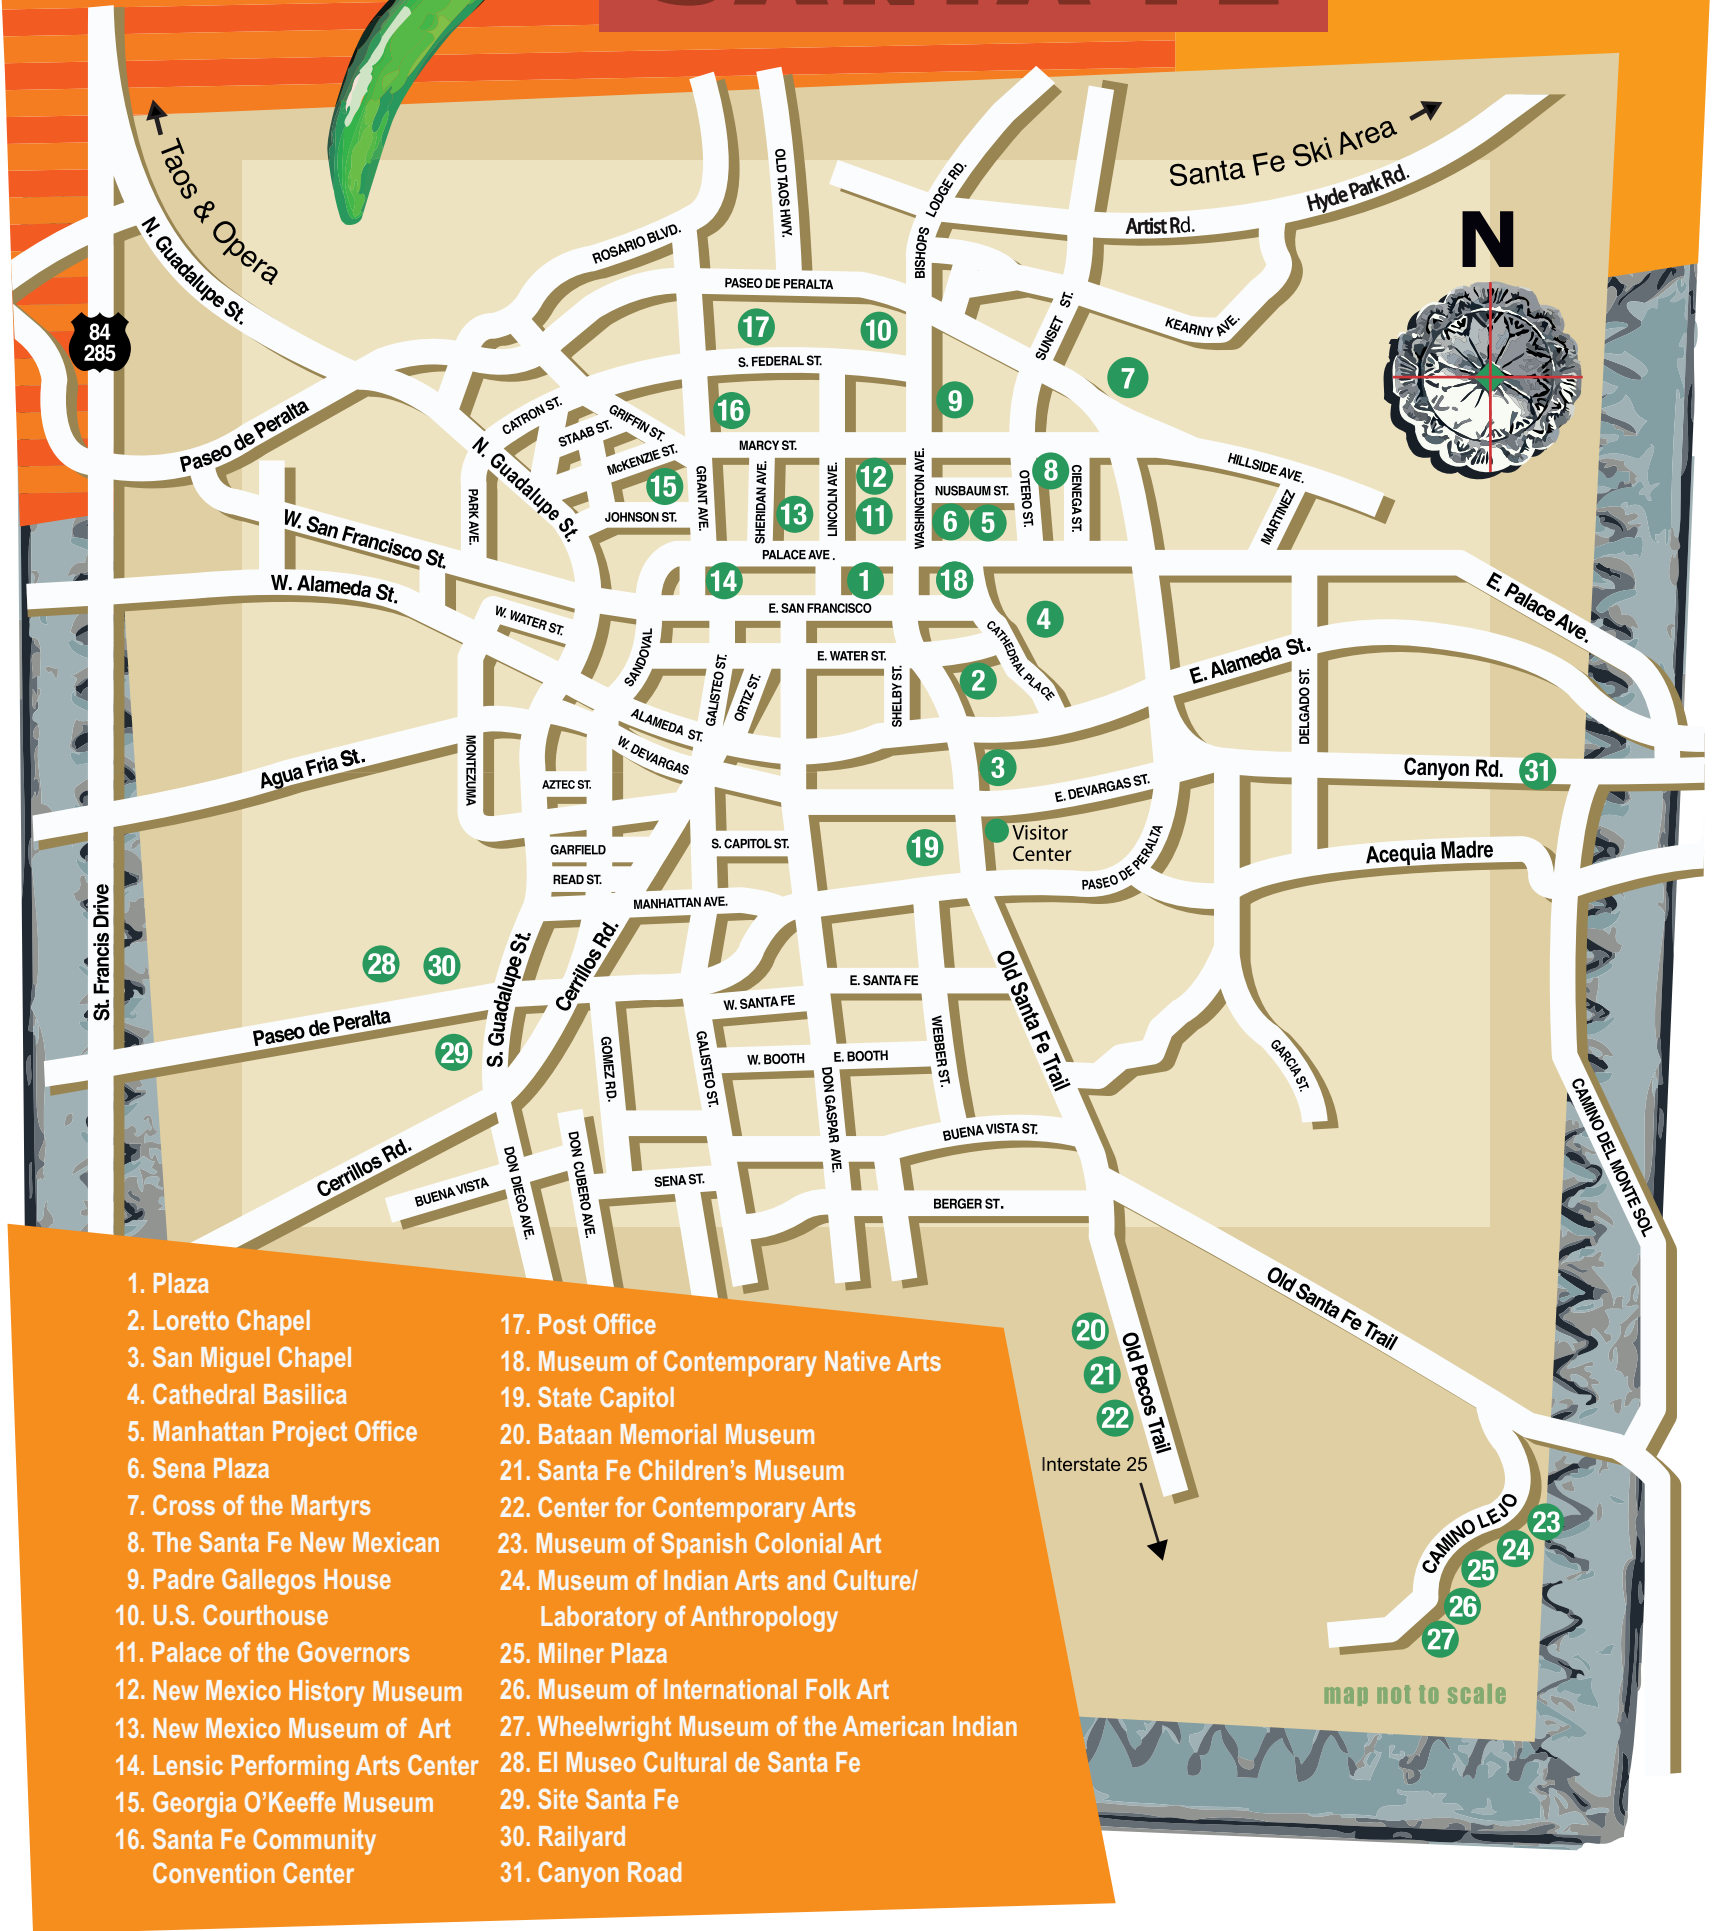 SANTA FE
Taos & Opera
Santa Fe Ski Area
Hyde Park Rd.
Artist Rd.
N
OLD TAOS HWY.
BISHOPS LODGE RD.
ROSARIO BLVD.
N. Guadalupe St.
84
285
PASEO DE PERALTA
SUNSET ST.
KEARNY AVE.
17
10
S. FEDERAL ST.
7
9
16
CATRON ST.
GRIFFIN ST.
STAAB ST.
Paseo de Peralta
N. Guadalupe St.
McKENZIE ST.
MARCY ST.
HILLSIDE AVE.
MARTINEZ
15
GRANT AVE.
SHERIDAN AVE.
LINCOLN AVE.
12
WASHINGTON AVE.
NUSBAUM ST.
OTERO ST.
8
CIENEGA ST.
PARK AVE.
JOHNSON ST.
13
11
6
5
W. San Francisco St.
PALACE AVE.
W. Alameda St.
14
1
18
E. Palace Ave.
E. SAN FRANCISCO
4
W. WATER ST.
SANDOVAL
E. WATER ST.
CATHEDRAL PLACE
E. Alameda St.
GALISTEO ST.
ORTIZ ST.
SHELBY ST.
2
DELGADO ST.
ALAMEDA ST.
W. DEVARGAS
MONTEZUMA
Agua Fria St.
3
Canyon Rd.
31
AZTEC ST.
E. DEVARGAS ST.
Visitor
Center
S. CAPITOL ST.
19
GARFIELD
PASEO DE PERALTA
Acequia Madre
READ ST.
MANHATTAN AVE.
St. Francis Drive
28
30
S. Guadalupe St.
Cerrillos Rd.
Old Santa Fe Trail
E. SANTA FE
W. SANTA FE
Paseo de Peralta
29
GOMEZ RD.
GALISTEO ST.
W. BOOTH
E. BOOTH
WEBBER ST.
GARCIA ST.
DON GASPAR AVE.
CAMINO DEL MONTE SOL
BUENA VISTA ST.
Cerrillos Rd.
BUENA VISTA
DON DIEGO AVE.
DON CUBERO AVE.
SENA ST.
BERGER ST.
Old Santa Fe Trail
20
21
22
Old Pecos Trail
Interstate 25
CAMINO LEJO
23
24
25
26
27
map not to scale
1. Plaza
2. Loretto Chapel
3. San Miguel Chapel
4. Cathedral Basilica
5. Manhattan Project Office
6. Sena Plaza
7. Cross of the Martyrs
8. The Santa Fe New Mexican
9. Padre Gallegos House
10. U.S. Courthouse
11. Palace of the Governors
12. New Mexico History Museum
13. New Mexico Museum of Art
14. Lensic Performing Arts Center
15. Georgia O'Keeffe Museum
16. Santa Fe Community
Convention Center
17. Post Office
18. Museum of Contemporary Native Arts
19. State Capitol
20. Bataan Memorial Museum
21. Santa Fe Children's Museum
22. Center for Contemporary Arts
23. Museum of Spanish Colonial Art
24. Museum of Indian Arts and Culture/
Laboratory of Anthropology
25. Milner Plaza
26. Museum of International Folk Art
27. Wheelwright Museum of the American Indian
28. El Museo Cultural de Santa Fe
29. Site Santa Fe
30. Railyard
31. Canyon Road